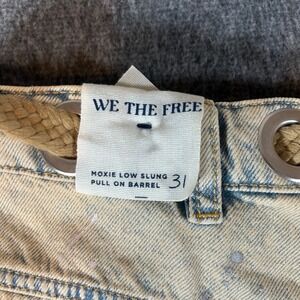 WE THE FREE
MOXIE LOW SLUNG
PULL ON BARREL 31